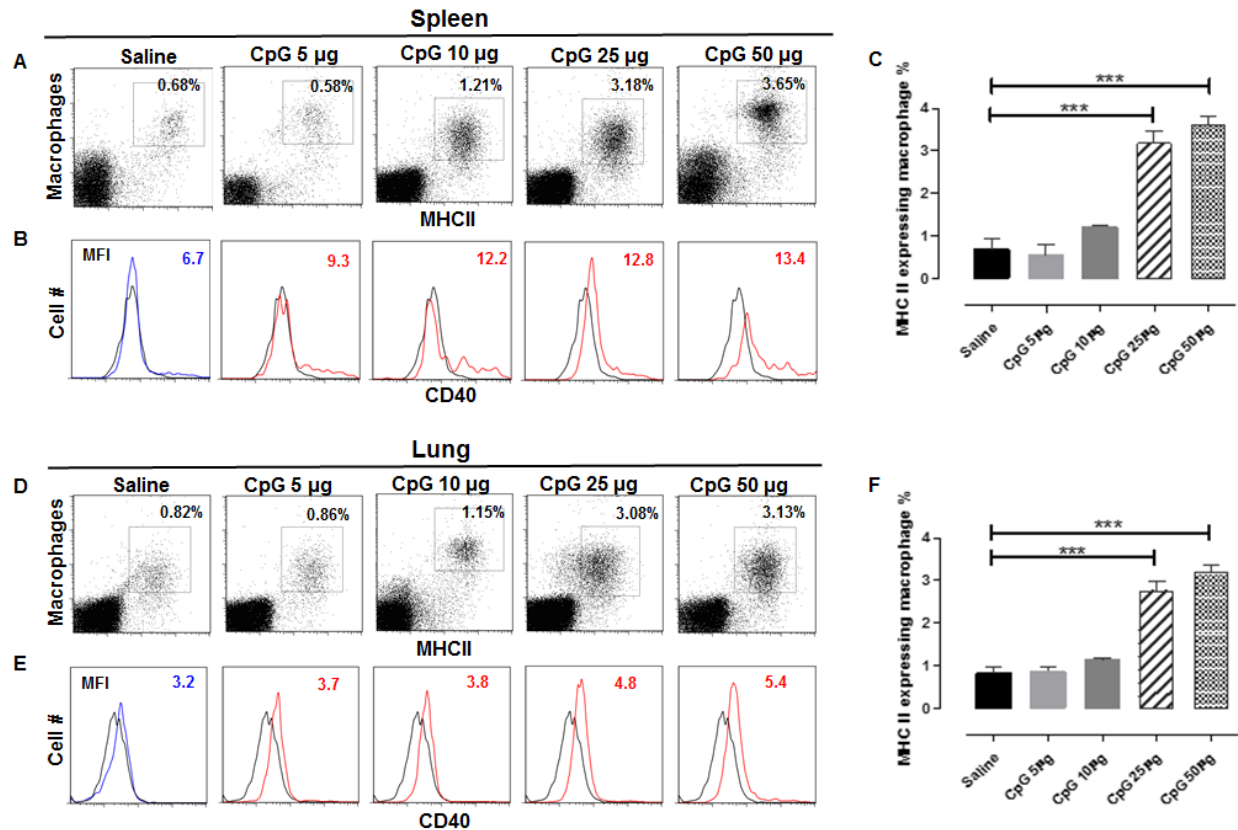 Spleen
A
Saline
CpG 5 µg
CpG 10 µg
CpG 25 µg
CpG 50 µg
Macrophages
0.68%
0.58%
1.21%
3.18%
3.65%
MHCII
B
Cell #
MFI
6.7
9.3
12.2
12.8
13.4
CD40
C
MHC II expressing macrophage %
4
3
2
1
0
***
***
Saline
CpG 5µg
CpG 10µg
CpG 25µg
CpG 50µg
Lung
D
Saline
CpG 5 µg
CpG 10 µg
CpG 25 µg
CpG 50 µg
Macrophages
0.82%
0.86%
1.15%
3.08%
3.13%
MHCII
E
Cell #
MFI
3.2
3.7
3.8
4.8
5.4
CD40
F
MHC II expressing macrophage %
4
3
2
1
0
***
***
Saline
CpG 5µg
CpG 10µg
CpG 25µg
CpG 50µg